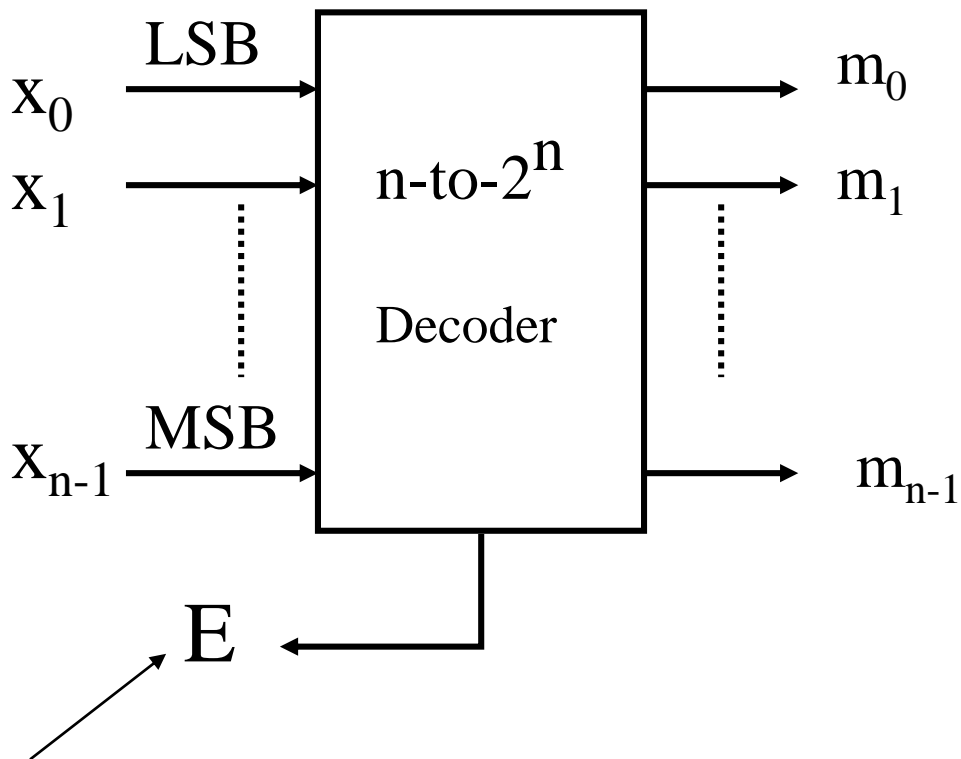 LSB
x₀
m₀
x₁
n-to-2ⁿ
m₁
Decoder
MSB
xₙ₋₁
mₙ₋₁
E